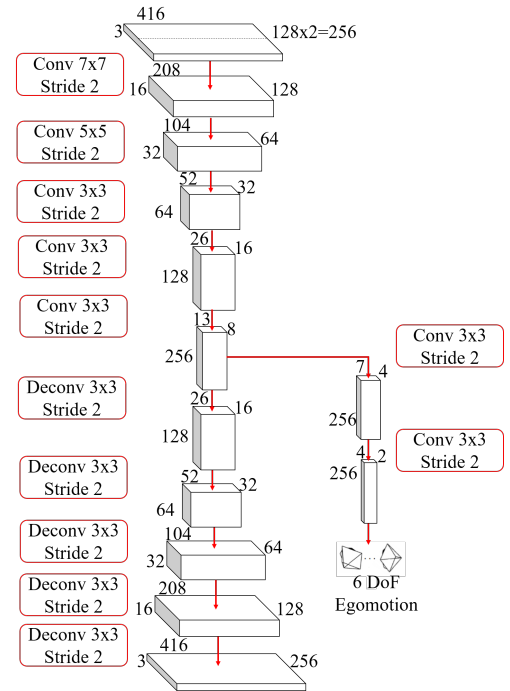 416
3
128x2=256
Conv 7x7
Stride 2
208
16
128
Conv 5x5
Stride 2
104
64
32
Conv 3x3
Stride 2
52
32
64
Conv 3x3
Stride 2
26
16
128
Conv 3x3
Stride 2
13
8
256
Conv 3x3
Stride 2
7
4
256
Deconv 3x3
Stride 2
26
16
128
Conv 3x3
Stride 2
4
2
256
Deconv 3x3
Stride 2
52
32
64
Deconv 3x3
Stride 2
104
64
32
6 DoF
Egomotion
Deconv 3x3
Stride 2
208
16
128
Deconv 3x3
Stride 2
416
3
256